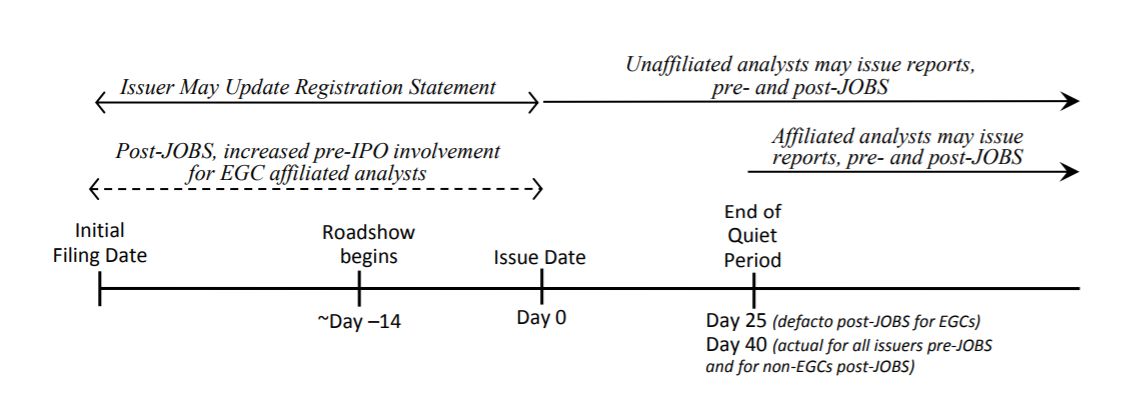 Unaffiliated analysts may issue reports,
pre- and post-JOBS
Issuer May Update Registration Statement
Affiliated analysts may issue
reports, pre- and post-JOBS
Post-JOBS, increased pre-IPO involvement
for EGC affiliated analysts
Initial
Filing Date
Roadshow
begins
Issue Date
End of
Quiet
Period
~Day –14
Day 0
Day 25 (defacto post-JOBS for EGCs)
Day 40 (actual for all issuers pre-JOBS
and for non-EGCs post-JOBS)